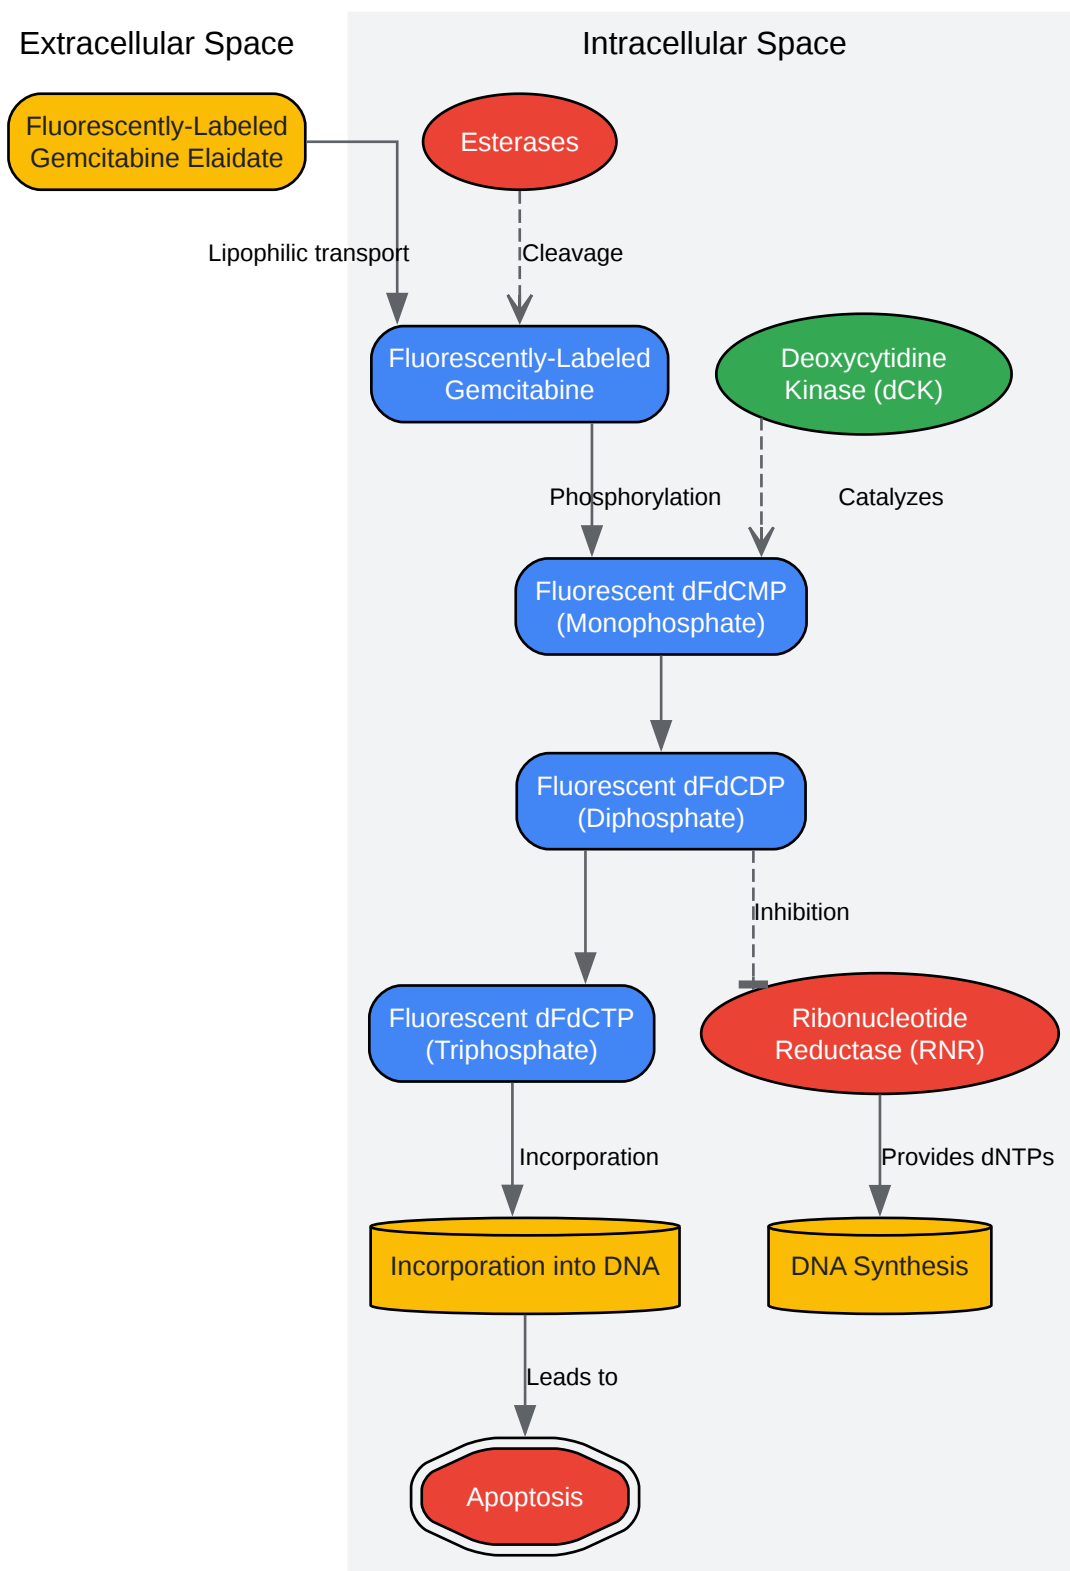 Extracellular Space
Intracellular Space
Fluorescently-Labeled
Gemcitabine Elaidate
Esterases
Lipophilic transport
Cleavage
Fluorescently-Labeled
Gemcitabine
Deoxycytidine
Kinase (dCK)
Phosphorylation
Catalyzes
Fluorescent dFdCMP
(Monophosphate)
Fluorescent dFdCDP
(Diphosphate)
Inhibition
Fluorescent dFdCTP
(Triphosphate)
Ribonucleotide
Reductase (RNR)
Incorporation
Provides dNTPs
Incorporation into DNA
DNA Synthesis
Leads to
Apoptosis